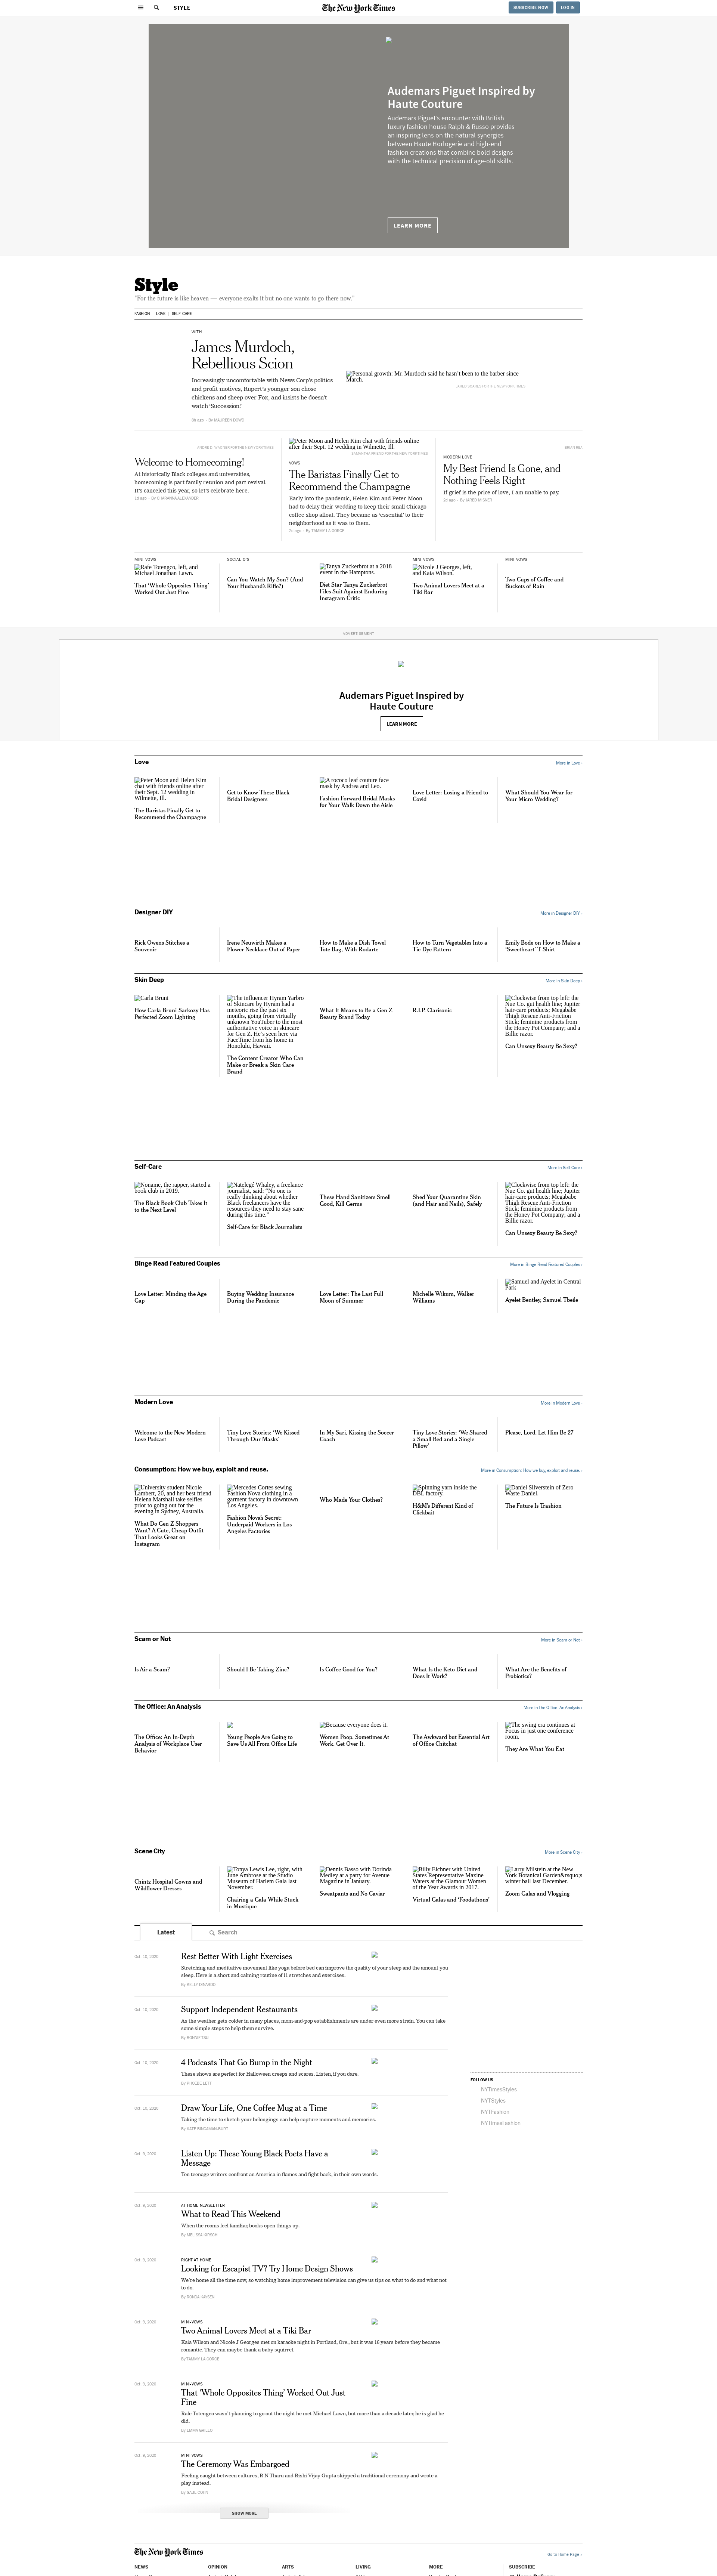 STYLE
The New York Times
SUBSCRIBE NOW
LOG IN
Audemars Piguet Inspired by
Haute Couture
Audemars Piguet's encounter with British
luxury fashion house Ralph & Russo provides
an inspiring lens on the natural synergies
between Haute Horlogerie and high-end
fashion creations that combine bold designs
with the technical precision of age-old skills.
LEARN MORE
Style
"For the future is like heaven — everyone exalts it but no one wants to go there now."
FASHION LOVE SELF-CARE
WITH ...
James Murdoch,
Rebellious Scion
Increasingly uncomfortable with News Corp's politics
and profit motives, Rupert's younger son chose
chickens and sheep over Fox, and insists he doesn't
watch 'Succession.'
By MAUREEN DOWD
Personal growth: Mr. Murdoch said he hasn't been to the barber since
March.
Welcome to Homecoming!
At historically Black colleges and universities,
homecoming is part family reunion and part revival.
It's canceled this year, so let's celebrate here.
Peter Moon and Helen Kim chat with friends online
after their Sept. 12 wedding in Wilmette, Ill.
VOWS
The Baristas Finally Get to
Recommend the Champagne
Early into the pandemic, Helen Kim and Peter Moon
had to delay their wedding to keep their small Chicago
coffee shop afloat. They became as 'essential' to their
neighborhood as it was to them.
By TAMMY LA GORCE
MODERN LOVE
My Best Friend Is Gone, and
Nothing Feels Right
If grief is the price of love, I am unable to pay.
By JARED MISNER
MINI-VOWS
Rafe Totengco, left, and
Michael Jonathan Lawn.
That 'Whole Opposites Thing'
Worked Out Just Fine
SOCIAL Q'S
Can You Watch My Son? (And
Your Husband's Rifle?)
Tanya Zuckerbrot at a 2018
event in the Hamptons.
Diet Star Tanya Zuckerbrot
Files Suit Against Enduring
Instagram Critic
MINI-VOWS
Nicole J Georges, left,
and Kaia Wilson.
Two Animal Lovers Meet at a
Tiki Bar
MINI-VOWS
Two Cups of Coffee and
Buckets of Rain
ADVERTISEMENT
Audemars Piguet Inspired by
Haute Couture
LEARN MORE
Love
More in Love ›
Peter Moon and Helen Kim
chat with friends online after
their Sept. 12 wedding in
Wilmette, Ill.
The Baristas Finally Get to
Recommend the Champagne
Get to Know These Black
Bridal Designers
A rococo leaf couture face
mask by Andrea and Leo.
Fashion Forward Bridal Masks
for Your Walk Down the Aisle
Love Letter: Losing a Friend to
Covid
What Should You Wear for
Your Micro Wedding?
Designer DIY
More in Designer DIY ›
Rick Owens Stitches a
Souvenir
Irene Neuwirth Makes a
Flower Necklace Out of Paper
How to Make a Dish Towel
Tote Bag, With Rodarte
How to Turn Vegetables Into a
Tie-Dye Pattern
Emily Bode on How to Make a
'Sweetheart' T-Shirt
Skin Deep
More in Skin Deep ›
Carla Bruni
How Carla Bruni-Sarkozy Has
Perfected Zoom Lighting
The influencer Hyram Yarbro
of Skincare by Hyram had a
meteoric rise the past six
months, going from virtually
unknown YouTuber to the most
authoritative voice in skincare
for Gen Z. He's seen here via
FaceTime from his home in
Honolulu, Hawaii.
The Content Creator Who Can
Make or Break a Skin Care
Brand
What It Means to Be a Gen Z
Beauty Brand Today
R.I.P. Clarisonic
Clockwise from top left: the
Nue Co. gut health line; Jupiter
hair-care products; Megababe
Thigh Rescue Anti-Friction
Stick; feminine products from
the Honey Pot Company; and a
Billie razor.
Can Unsexy Beauty Be Sexy?
Self-Care
More in Self-Care ›
Noname, the rapper, started a
book club in 2019.
The Black Book Club Takes It
to the Next Level
Natelegé Whaley, a freelance
journalist, said: "No one is
really thinking about whether
Black freelancers have the
resources they need to stay sane
during this time."
Self-Care for Black Journalists
These Hand Sanitizers Smell
Good, Kill Germs
Shed Your Quarantine Skin
(and Hair and Nails), Safely
Clockwise from top left: the
Nue Co. gut health line; Jupiter
hair-care products; Megababe
Thigh Rescue Anti-Friction
Stick; feminine products from
the Honey Pot Company; and a
Billie razor.
Can Unsexy Beauty Be Sexy?
Binge Read Featured Couples
More in Binge Read Featured Couples ›
Love Letter: Minding the Age
Gap
Buying Wedding Insurance
During the Pandemic
Love Letter: The Last Full
Moon of Summer
Michelle Wikum, Walker
Williams
Samuel and Ayelet in Central
Park
Ayelet Bentley, Samuel Tbeile
Modern Love
More in Modern Love ›
Welcome to the New Modern
Love Podcast
Tiny Love Stories: 'We Kissed
Through Our Masks'
In My Sari, Kissing the Soccer
Coach
Tiny Love Stories: 'We Shared
a Small Bed and a Single
Pillow'
Please, Lord, Let Him Be 27
Consumption: How we buy, exploit and reuse.
More in Consumption: How we buy, exploit and reuse. ›
University student Nicole
Lambert, 20, and her best friend
Helena Marshall take selfies
prior to going out for the
evening in Sydney, Australia.
What Do Gen Z Shoppers
Want? A Cute, Cheap Outfit
That Looks Great on
Instagram
Mercedes Cortes sewing
Fashion Nova clothing in a
garment factory in downtown
Los Angeles.
Fashion Nova's Secret:
Underpaid Workers in Los
Angeles Factories
Who Made Your Clothes?
Spinning yarn inside the
DBL factory.
H&M's Different Kind of
Clickbait
Daniel Silverstein of Zero
Waste Daniel.
The Future Is Trashion
Scam or Not
More in Scam or Not ›
Is Air a Scam?
Should I Be Taking Zinc?
Is Coffee Good for You?
What Is the Keto Diet and
Does It Work?
What Are the Benefits of
Probiotics?
The Office: An Analysis
More in The Office: An Analysis ›
The Office: An In-Depth
Analysis of Workplace User
Behavior
Young People Are Going to
Save Us All From Office Life
Because everyone does it.
Women Poop. Sometimes At
Work. Get Over It.
The Awkward but Essential Art
of Office Chitchat
The swing era continues at
Focus in just one conference
room.
They Are What You Eat
Scene City
More in Scene City ›
Chintz Hospital Gowns and
Wildflower Dresses
Tonya Lewis Lee, right, with
June Ambrose at the Studio
Museum of Harlem Gala last
November.
Chairing a Gala While Stuck
in Mustique
Dennis Basso with Dorinda
Medley at a party for Avenue
Magazine in January.
Sweatpants and No Caviar
Billy Eichner with United
States Representative Maxine
Waters at the Glamour Women
of the Year Awards in 2017.
Virtual Galas and 'Foodathons'
Larry Milstein at the New
York Botanical Garden&rsquo;s
winter ball last December.
Zoom Galas and Vlogging
Latest
Search
Oct. 10, 2020
Rest Better With Light Exercises
Stretching and meditative movement like yoga before bed can improve the quality of your sleep and the amount you
sleep. Here is a short and calming routine of 11 stretches and exercises.
Oct. 10, 2020
Support Independent Restaurants
As the weather gets colder in many places, mom-and-pop establishments are under even more strain. You can take
some simple steps to help them survive.
By BONNIE TSUI
Oct. 10, 2020
4 Podcasts That Go Bump in the Night
These shows are perfect for Halloween creeps and scares. Listen, if you dare.
By PHOEBE LETT
Oct. 10, 2020
Draw Your Life, One Coffee Mug at a Time
Taking the time to sketch your belongings can help capture moments and memories.
Oct. 9, 2020
Listen Up: These Young Black Poets Have a
Message
Ten teenage writers confront an America in flames and fight back, in their own words.
Oct. 9, 2020
AT HOME NEWSLETTER
What to Read This Weekend
When the rooms feel familiar, books open things up.
By MELISSA KIRSCH
Oct. 9, 2020
RIGHT AT HOME
Looking for Escapist TV? Try Home Design Shows
We're home all the time now, so watching home improvement television can give us tips on what to do and what not
to do.
By RONDA KAYSEN
Oct. 9, 2020
MINI-VOWS
Two Animal Lovers Meet at a Tiki Bar
Kaia Wilson and Nicole J Georges met on karaoke night in Portland, Ore., but it was 16 years before they became
romantic. They can maybe thank a baby squirrel.
By TAMMY LA GORCE
Oct. 9, 2020
MINI-VOWS
That 'Whole Opposites Thing' Worked Out Just
Fine
Rafe Totengco wasn't planning to go out the night he met Michael Lawn, but more than a decade later, he is glad he
did.
By EMMA GRILLO
Oct. 9, 2020
MINI-VOWS
The Ceremony Was Embargoed
Feeling caught between cultures, R N Tharu and Rishi Vijay Gupta skipped a traditional ceremony and wrote a
play instead.
By GABE COHN
SHOW MORE
FOLLOW US
NYTimesStyles
NYTStyles
NYTFashion
NYTimesFashion
The New York Times
Go to Home Page »
NEWS OPINION ARTS LIVING MORE SUBSCRIBE